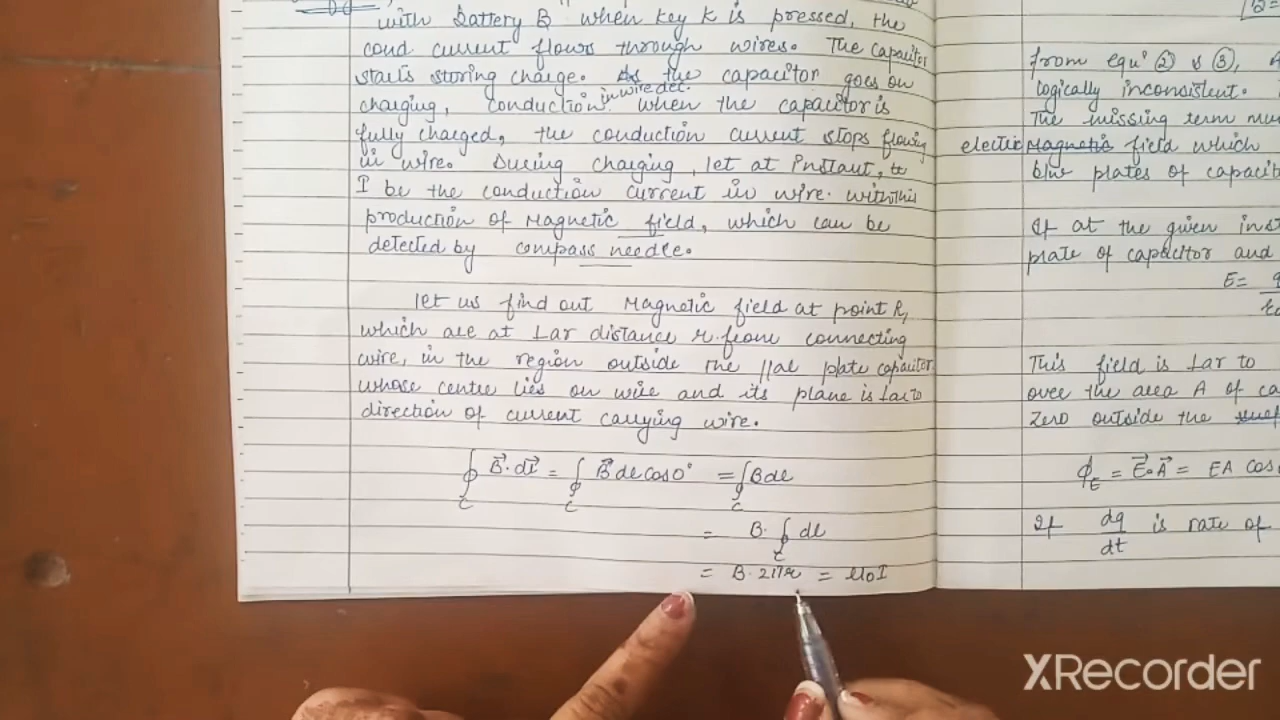 with battery B when key K is pressed, the
cond current flows through wires. The capacitor
starts storing charge. As the capacitor goes on
charging, conduction in wire dec. when the capacitor is
fully charged, the conduction current stops flowing
in wire. During charging, let at instant, t
I be the conduction current in wire. with this
production of Magnetic field, which can be
detected by compass needle.
let us find out Magnetic field at point P,
which are at ⊥ar distance r from connecting
wire, in the region outside the ||al plate capacitor
whose centre lies on wire and its plane is ⊥ar to
direction of current carrying wire.
∮c B⃗.dl⃗ = ∮c B⃗ dl cos0° = ∮c Bdl
= B. ∮c dl
= B. 2πr = μ0I
from equⁿ ② & ③,
logically inconsistent.
The missing term mu
electric Magnetic field which
b/w plates of capacit
If at the given inst
plate of capacitor and
E = q
This field is ⊥ar to
over the area A of ca
Zero outside the
ϕE = E⃗.A⃗ = EA cos
If dq/dt is rate of
XRecorder